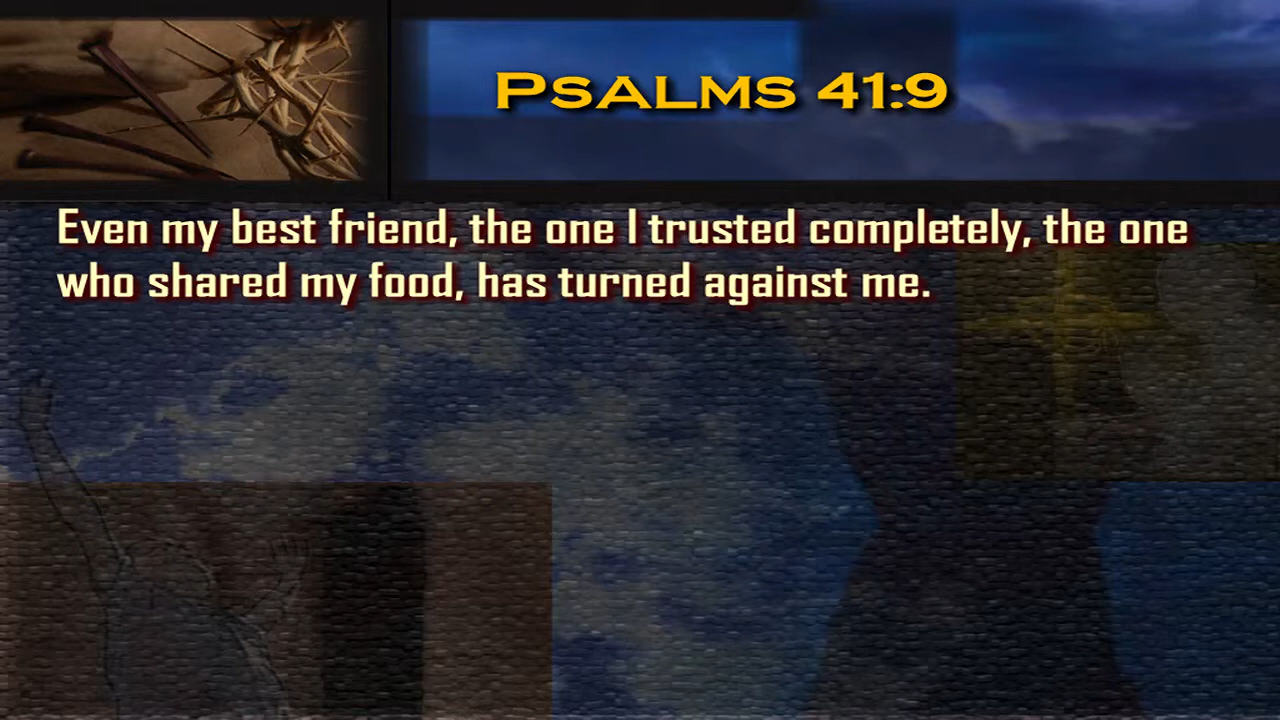 Psalms 41:9
Even my best friend, the one I trusted completely, the one
who shared my food, has turned against me.